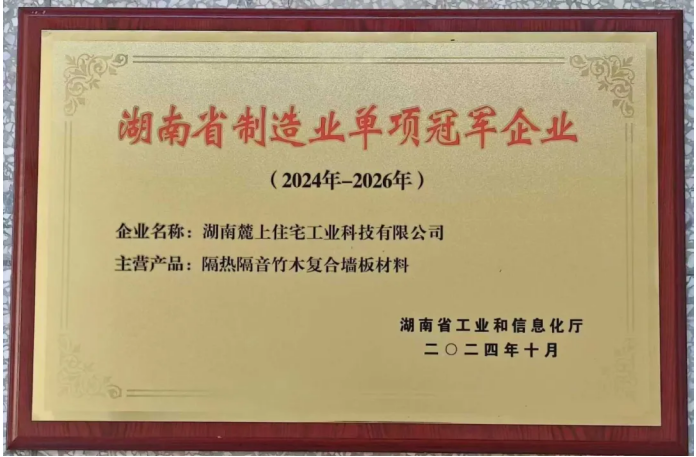 湖南省制造业单项冠军企业
（2024年-2026年）
企业名称：湖南麓上住宅工业科技有限公司
主营产品：隔热隔音竹木复合墙板材料
湖南省工业和信息化厅
二〇二四年十月